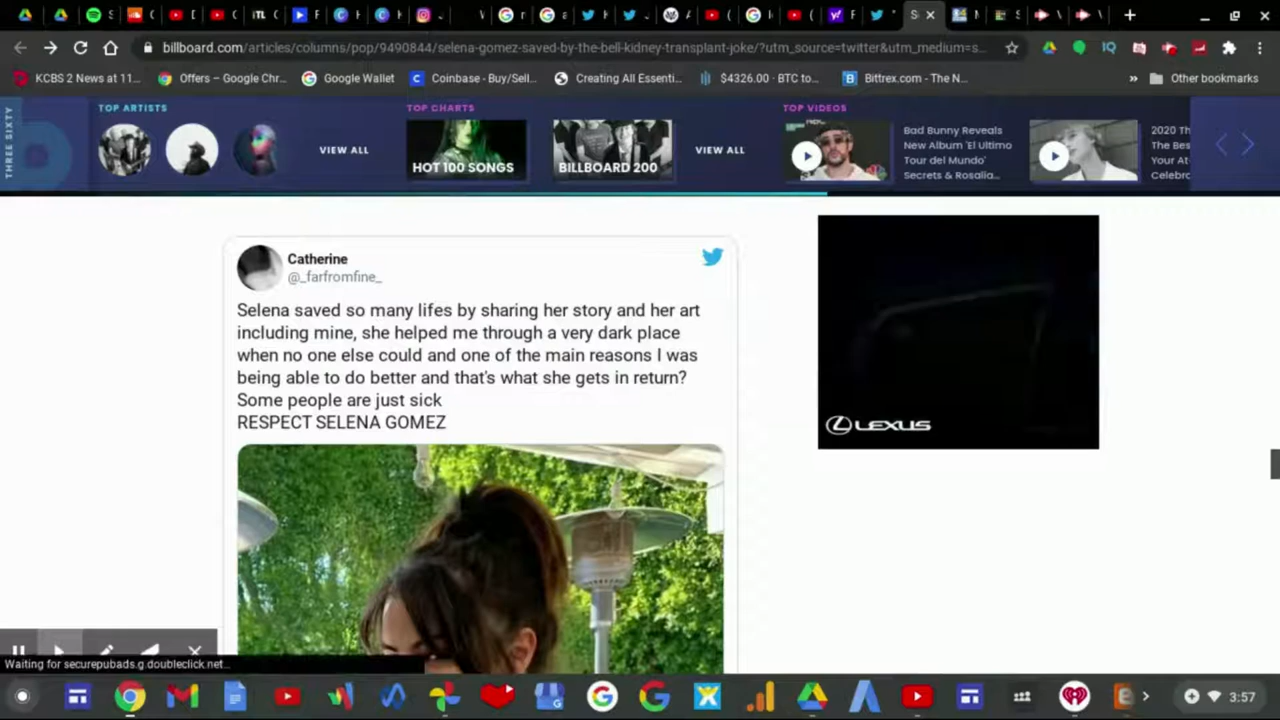 billboard.com/articles/columns/pop/9490844/selena-gomez-saved-by-the-bell-kidney-transplant-joke/?utm_source=twitter&utm_medium=s...
KCBS 2 News at 11...
Offers – Google Chr...
Google Wallet
Coinbase - Buy/Sell...
Creating All Essenti...
$4326.00 · BTC to...
Bittrex.com - The N...
»
Other bookmarks
THREE SIXTY
TOP ARTISTS
VIEW ALL
TOP CHARTS
HOT 100 SONGS
BILLBOARD 200
VIEW ALL
TOP VIDEOS
Bad Bunny Reveals
New Album 'El Ultimo
Tour del Mundo'
Secrets & Rosalia...
2020 Th
The Bes
Your At-
Celebrc
Catherine
@_farfromfine_
Selena saved so many lifes by sharing her story and her art
including mine, she helped me through a very dark place
when no one else could and one of the main reasons I was
being able to do better and that's what she gets in return?
Some people are just sick
RESPECT SELENA GOMEZ
LEXUS
Waiting for securepubads.g.doubleclick.net...
3:57